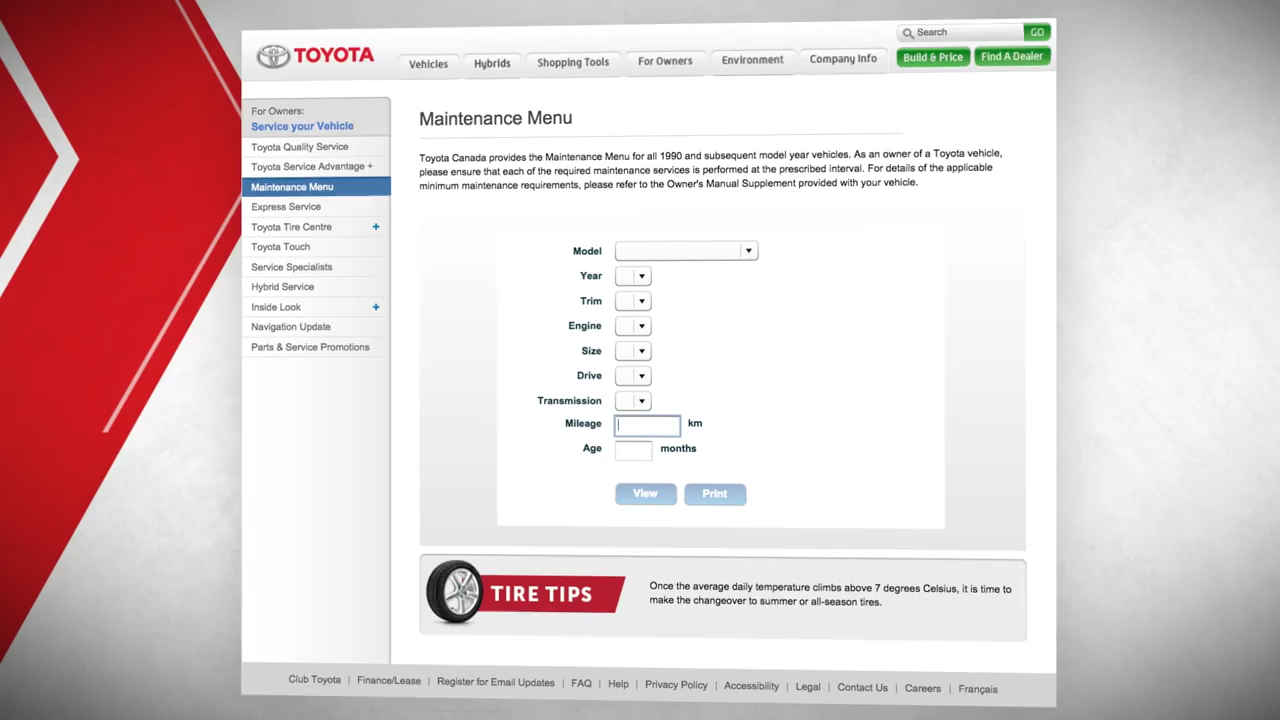 TOYOTA
Search
GO
Vehicles
Hybrids
Shopping Tools
For Owners
Environment
Company Info
Build & Price
Find A Dealer
For Owners:
Service your Vehicle
Toyota Quality Service
Toyota Service Advantage +
Maintenance Menu
Express Service
Toyota Tire Centre +
Toyota Touch
Service Specialists
Hybrid Service
Inside Look +
Navigation Update
Parts & Service Promotions
Maintenance Menu
Toyota Canada provides the Maintenance Menu for all 1990 and subsequent model year vehicles. As an owner of a Toyota vehicle,
please ensure that each of the required maintenance services is performed at the prescribed interval. For details of the applicable
minimum maintenance requirements, please refer to the Owner's Manual Supplement provided with your vehicle.
Model
Year
Trim
Engine
Size
Drive
Transmission
Mileage km
Age months
View
Print
TIRE TIPS
Once the average daily temperature climbs above 7 degrees Celsius, it is time to
make the changeover to summer or all-season tires.
Club Toyota | Finance/Lease | Register for Email Updates | FAQ | Help | Privacy Policy | Accessibility | Legal | Contact Us | Careers | Français